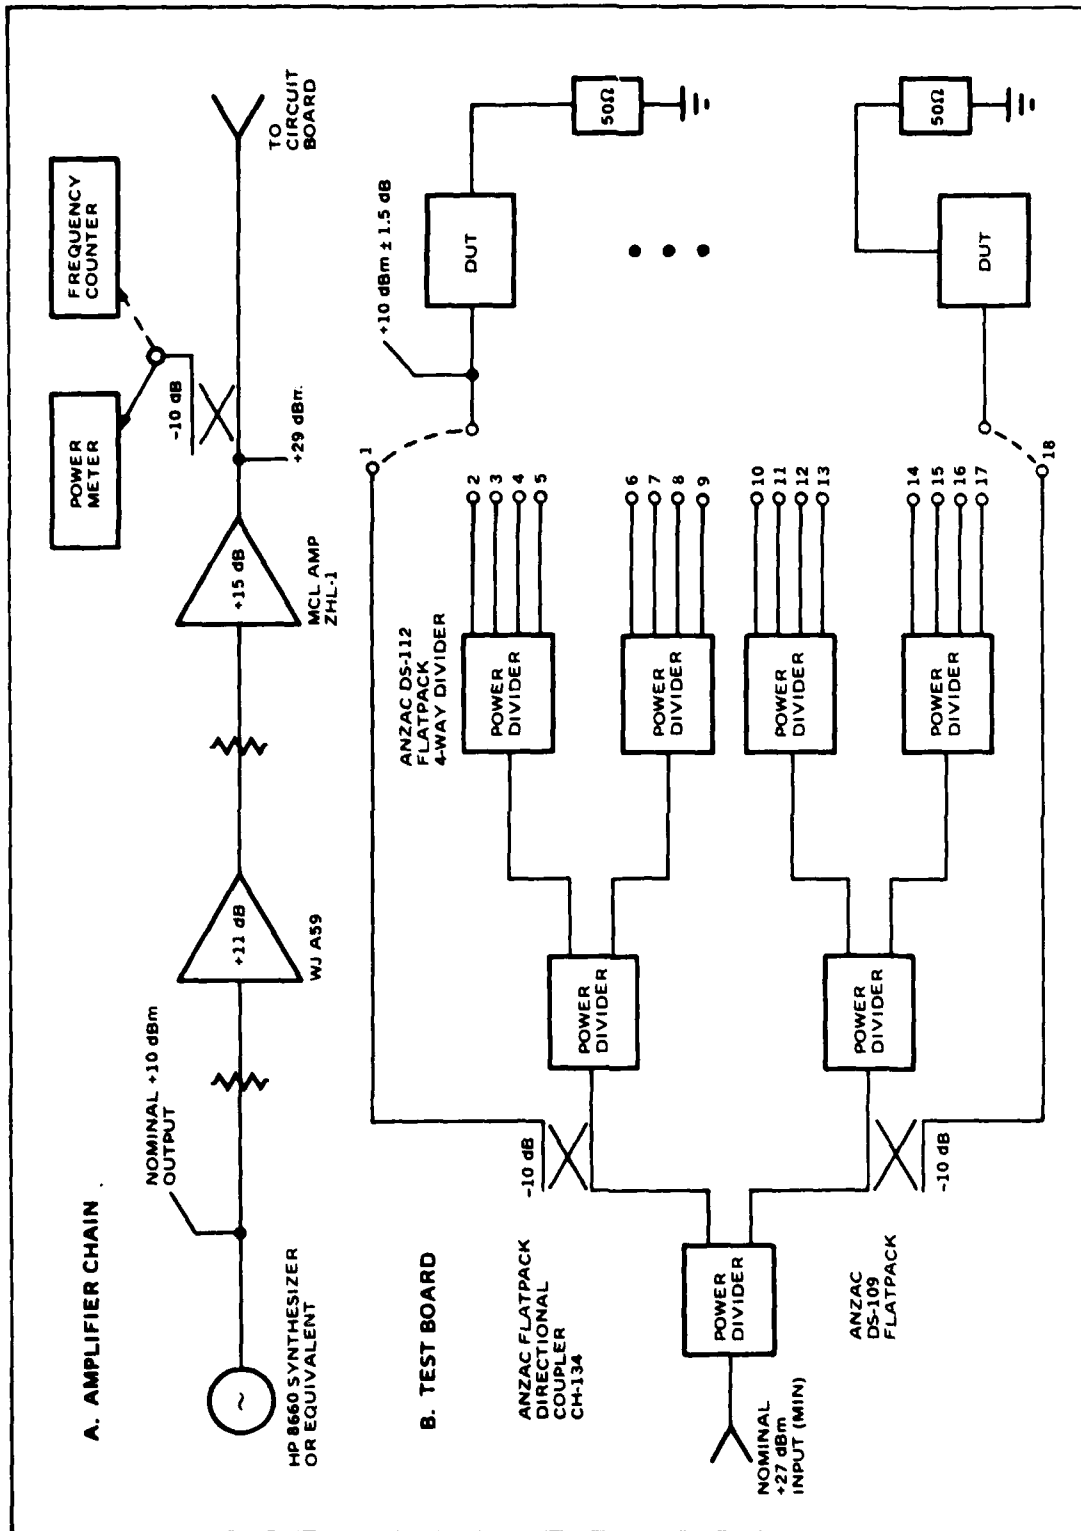 A. AMPLIFIER CHAIN
HP 8660 SYNTHESIZER
OR EQUIVALENT
~
NOMINAL +10 dBm
OUTPUT
+11 dB
WJ A59
+15 dB
MCL AMP
ZHL-1
+29 dBm
-10 dB
POWER
METER
FREQUENCY
COUNTER
TO
CIRCUIT
BOARD
B. TEST BOARD
NOMINAL
+27 dBm
INPUT (MIN)
POWER
DIVIDER
ANZAC FLATPACK
DIRECTIONAL
COUPLER
CH-134
ANZAC
DS-109
FLATPACK
-10 dB
-10 dB
POWER
DIVIDER
POWER
DIVIDER
ANZAC DS-112
FLATPACK
4-WAY DIVIDER
POWER
DIVIDER
POWER
DIVIDER
POWER
DIVIDER
POWER
DIVIDER
1
2
3
4
5
6
7
8
9
10
11
12
13
14
15
16
17
18
+10 dBm ± 1.5 dB
DUT
50Ω
DUT
50Ω